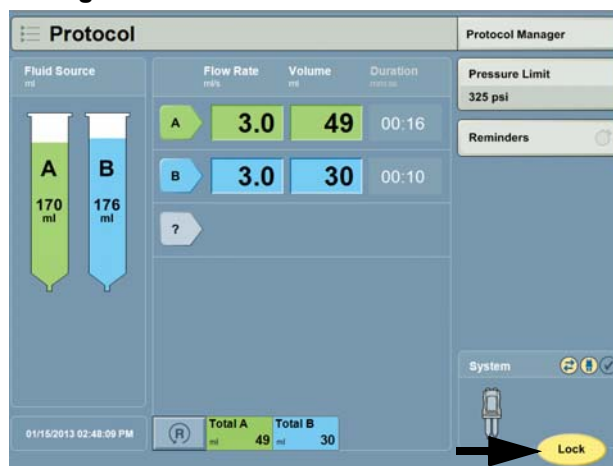 Protocol
Protocol Manager
Fluid Source
ml
Flow Rate
ml/s
Volume
ml
Duration
mm:ss
Pressure Limit
325 psi
Reminders
A
3.0
49
00:16
B
3.0
30
00:10
?
A
170
ml
B
176
ml
System
01/15/2013 02:48:09 PM
R
Total A
ml 49
Total B
ml 30
Lock